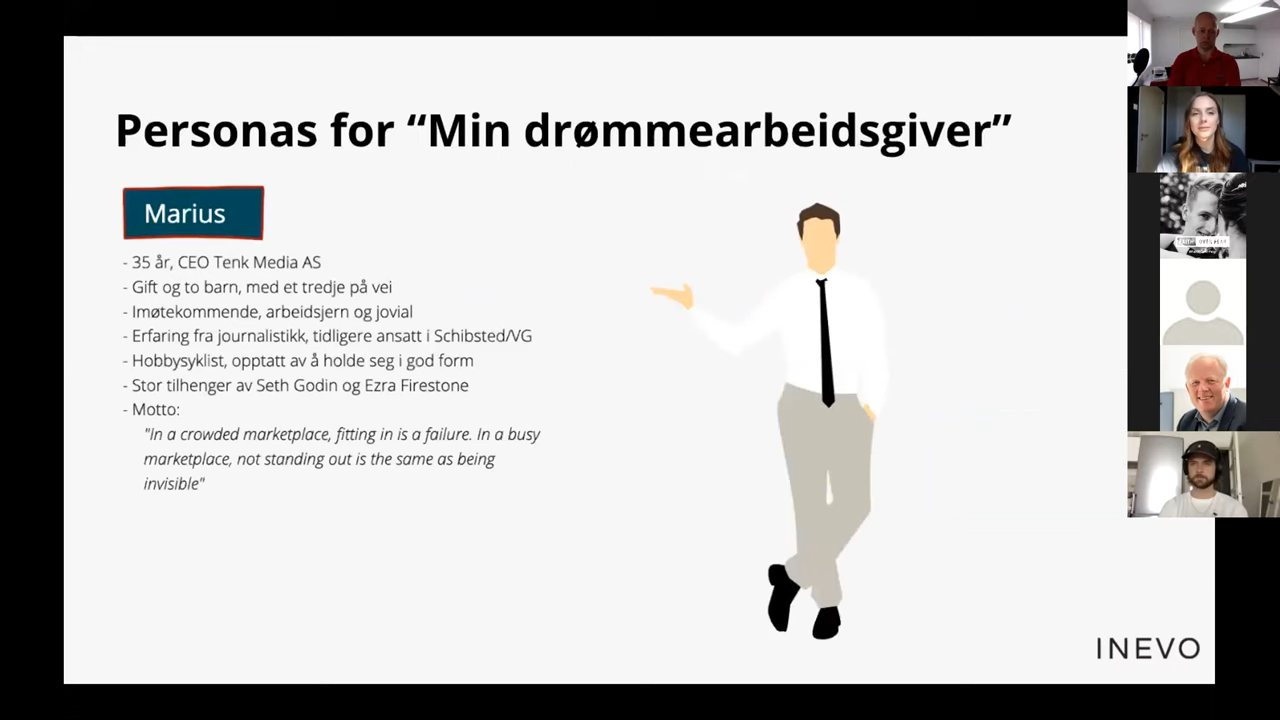 Personas for “Min drømmearbeidsgiver”
Marius
- 35 år, CEO Tenk Media AS
- Gift og to barn, med et tredje på vei
- Imøtekommende, arbeidsjern og jovial
- Erfaring fra journalistikk, tidligere ansatt i Schibsted/VG
- Hobbysyklist, opptatt av å holde seg i god form
- Stor tilhenger av Seth Godin og Ezra Firestone
- Motto:
"In a crowded marketplace, fitting in is a failure. In a busy
marketplace, not standing out is the same as being
invisible"
INEVO